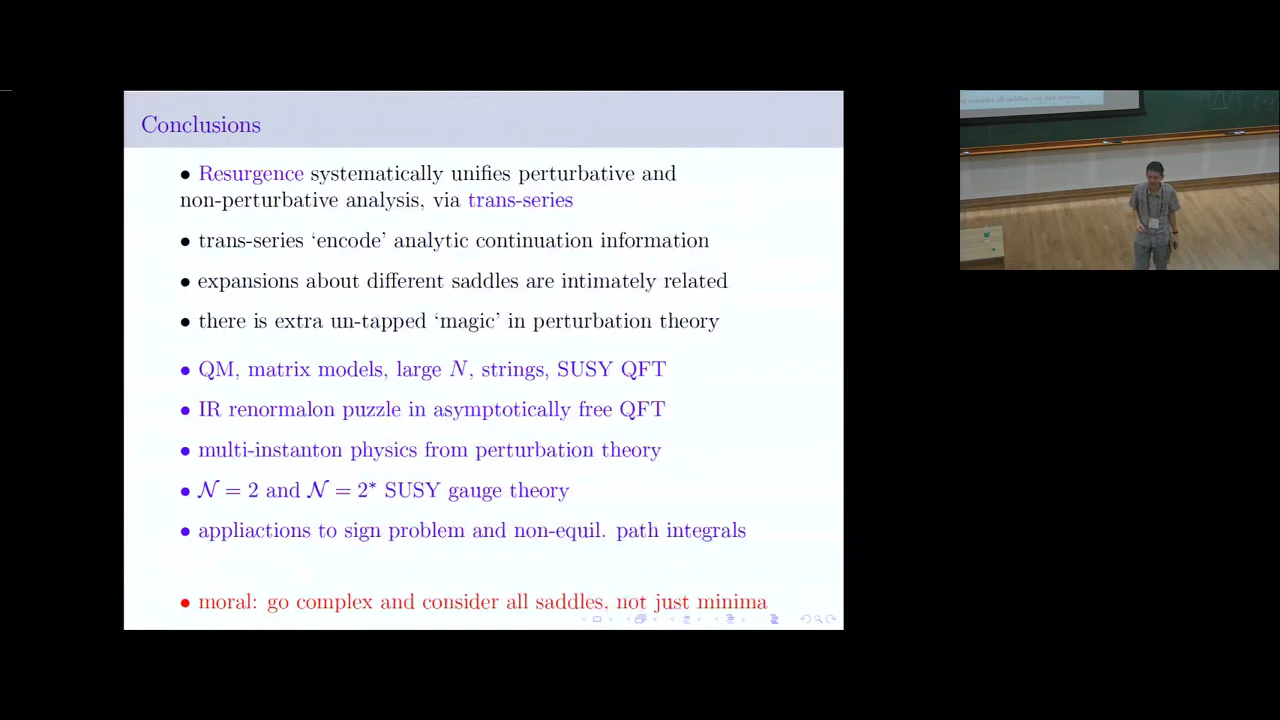 Conclusions
• Resurgence systematically unifies perturbative and
non-perturbative analysis, via trans-series
• trans-series ‘encode’ analytic continuation information
• expansions about different saddles are intimately related
• there is extra un-tapped ‘magic’ in perturbation theory
• QM, matrix models, large N, strings, SUSY QFT
• IR renormalon puzzle in asymptotically free QFT
• multi-instanton physics from perturbation theory
• 𝒩 = 2 and 𝒩 = 2* SUSY gauge theory
• appliactions to sign problem and non-equil. path integrals
• moral: go complex and consider all saddles, not just minima